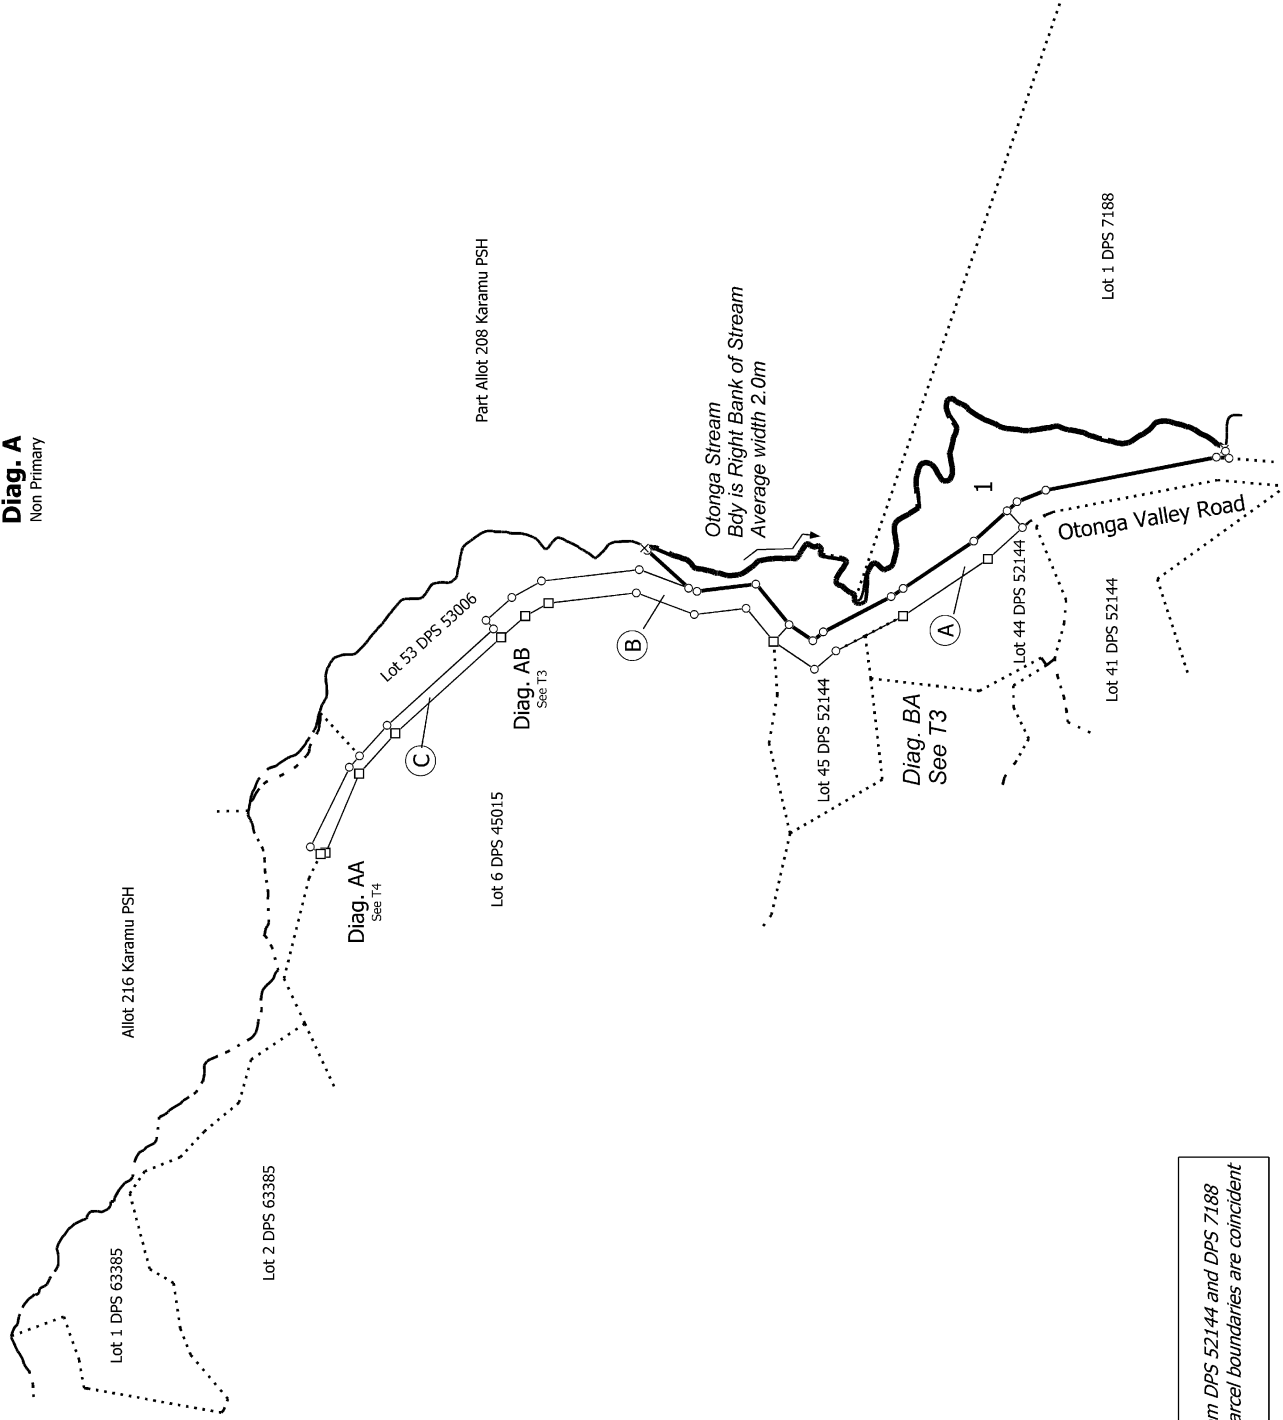 Diag. A
Non Primary
Part Allot 208 Karamu PSH
Lot 1 DPS 7188
Otonga Stream
Bdy is Right Bank of Stream
Average width 2.0m
1
Otonga Valley Road
Lot 53 DPS 53006
A
B
C
Lot 44 DPS 52144
Lot 41 DPS 52144
Diag. AB
See T3
Diag. BA
See T3
Lot 45 DPS 52144
Lot 6 DPS 45015
Diag. AA
See T4
Allot 216 Karamu PSH
Lot 2 DPS 63385
Lot 1 DPS 63385
m DPS 52144 and DPS 7188
arcel boundaries are coincident